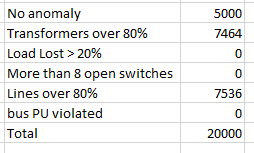 No anomaly 5000
Transformers over 80% 7464
Load Lost > 20% 0
More than 8 open switches 0
Lines over 80% 7536
bus PU violated 0
Total 20000